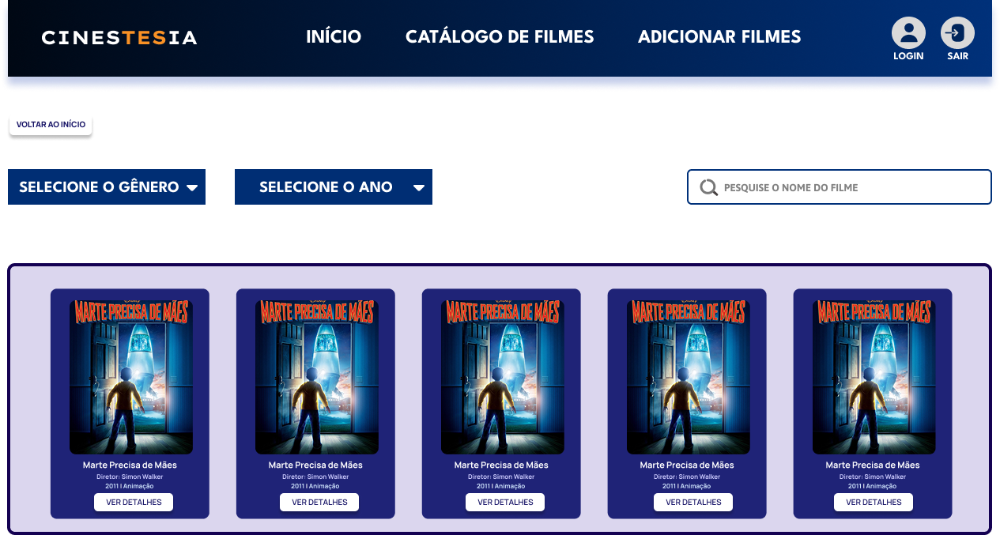 CINESTESIA
INÍCIO
CATÁLOGO DE FILMES
ADICIONAR FILMES
LOGIN
SAIR
VOLTAR AO INÍCIO
SELECIONE O GÊNERO
SELECIONE O ANO
PESQUISE O NOME DO FILME
MARTE PRECISA DE MÃES
MARTE PRECISA DE MÃES
MARTE PRECISA DE MÃES
MARTE PRECISA DE MÃES
MARTE PRECISA DE MÃES
Marte Precisa de Mães
Marte Precisa de Mães
Marte Precisa de Mães
Marte Precisa de Mães
Marte Precisa de Mães
Diretor: Simon Walker
Diretor: Simon Walker
Diretor: Simon Walker
Diretor: Simon Walker
Diretor: Simon Walker
2011 | Animação
2011 | Animação
2011 | Animação
2011 | Animação
2011 | Animação
VER DETALHES
VER DETALHES
VER DETALHES
VER DETALHES
VER DETALHES